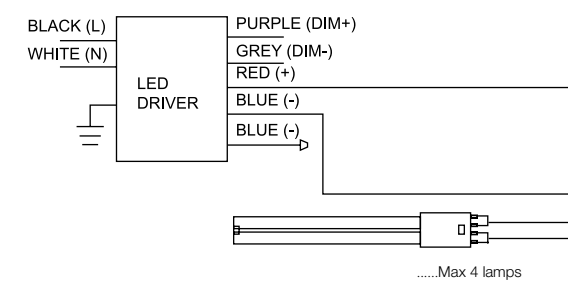 BLACK (L)
WHITE (N)
LED
DRIVER
PURPLE (DIM+)
GREY (DIM-)
RED (+)
BLUE (-)
BLUE (-)
......Max 4 lamps